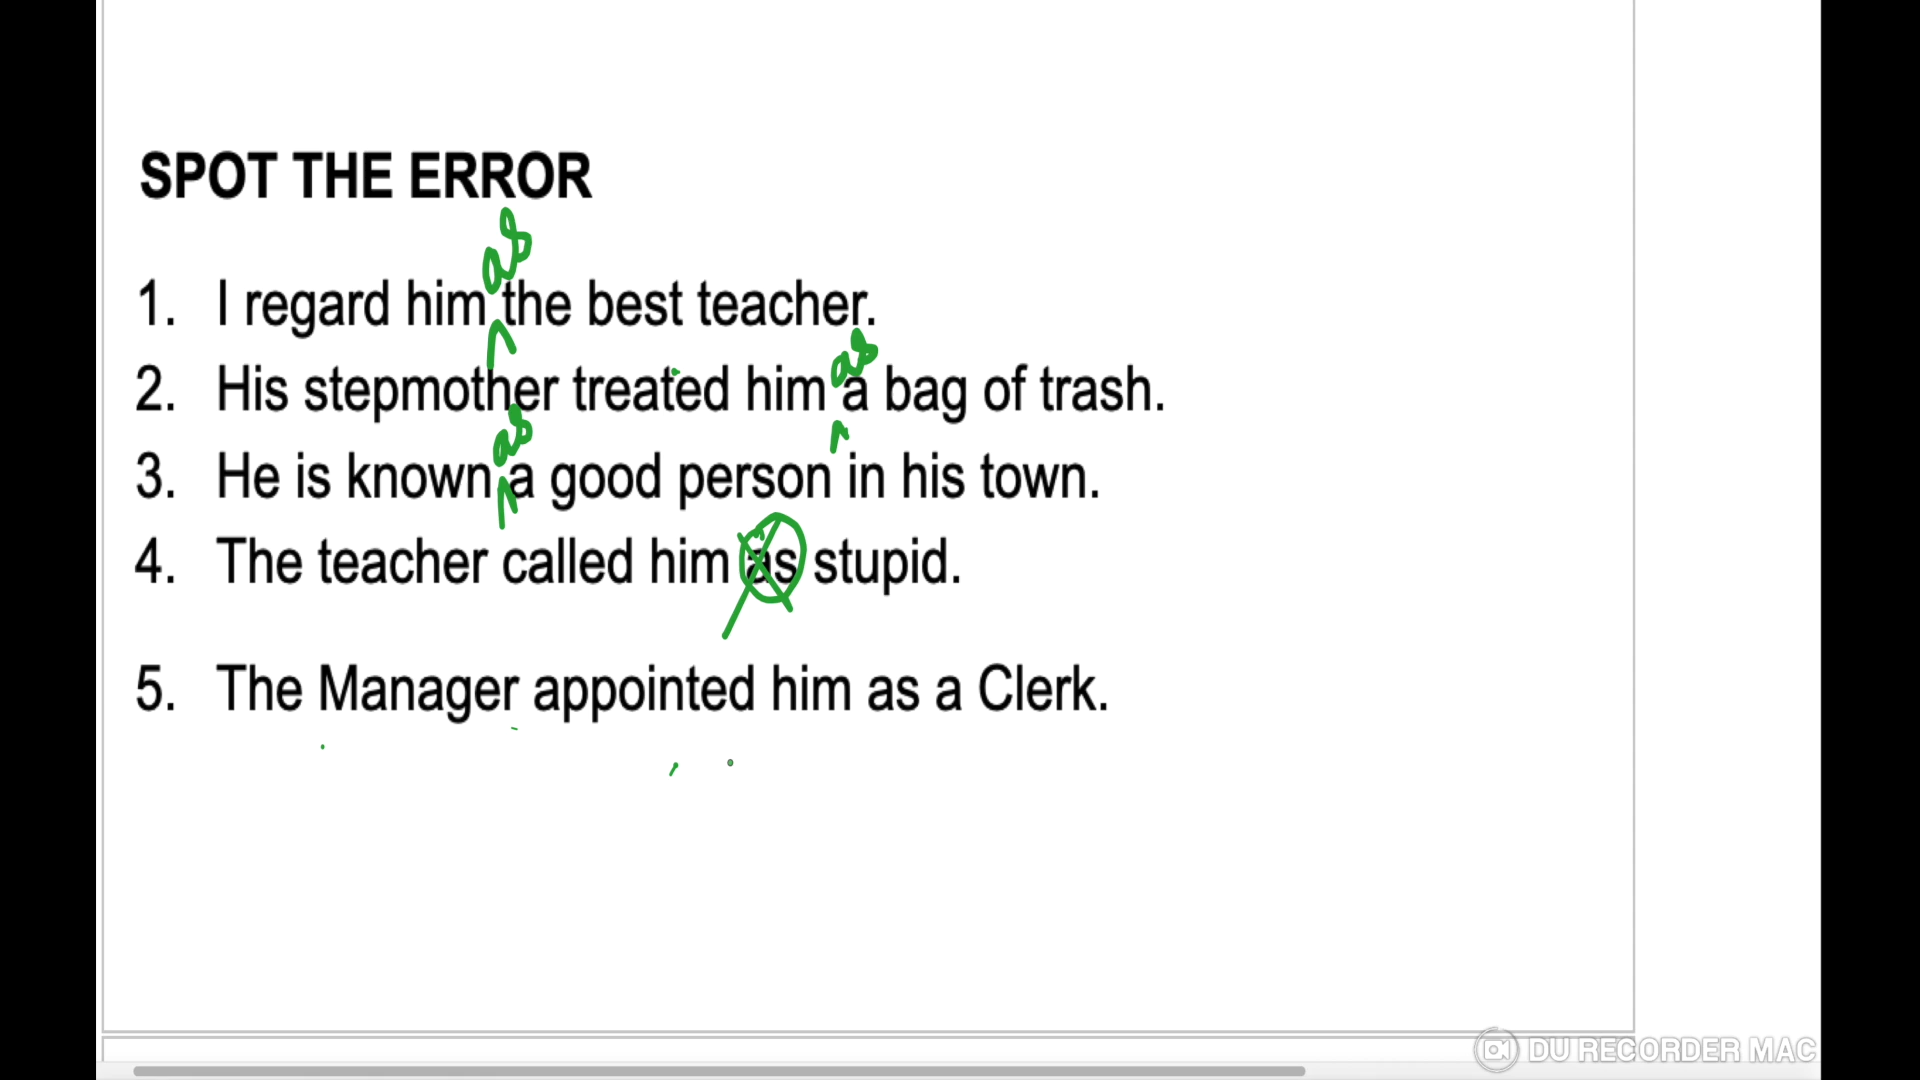 SPOT THE ERROR
as
1. I regard him the best teacher.
as
2. His stepmother treated him a bag of trash.
as
3. He is known a good person in his town.
4. The teacher called him as stupid.
5. The Manager appointed him as a Clerk.
DU RECORDER MAC